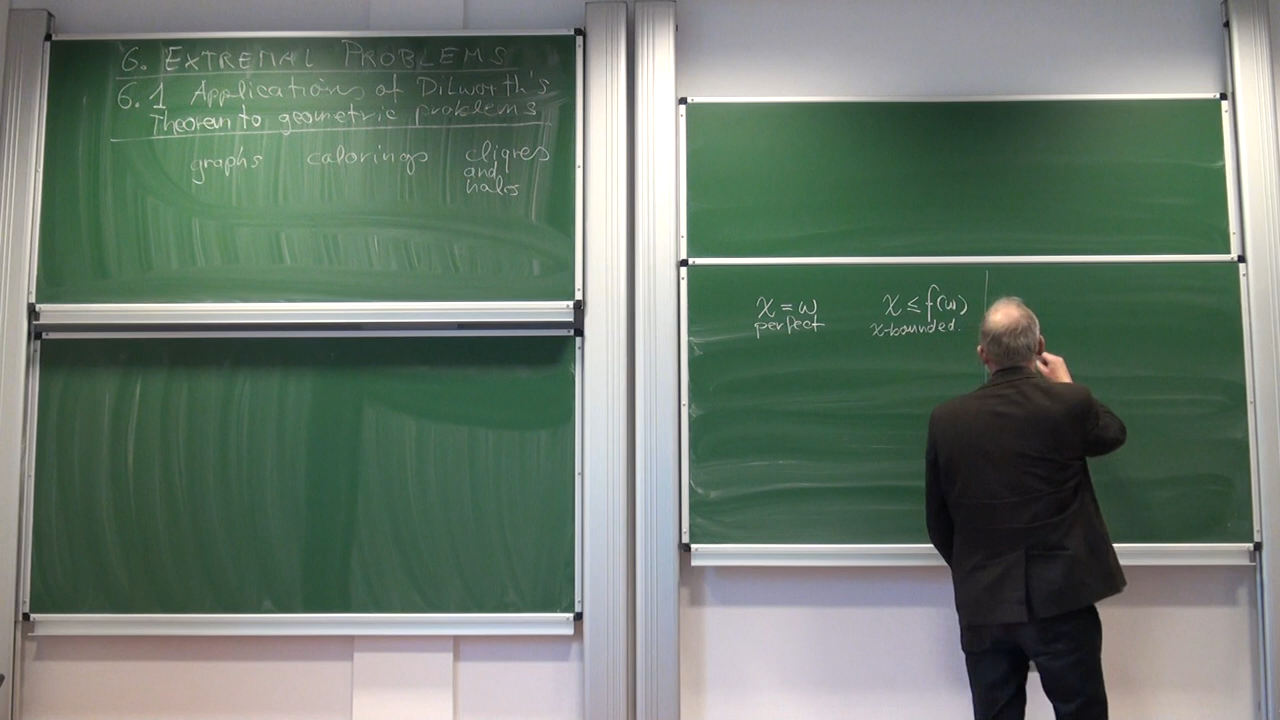 6. EXTREMAL PROBLEMS
6.1 Applications of Dilworth's
Theorem to geometric problems
graphs colorings cliques
and
holes
χ = ω χ ≤ f(ω)
perfect χ-bounded.